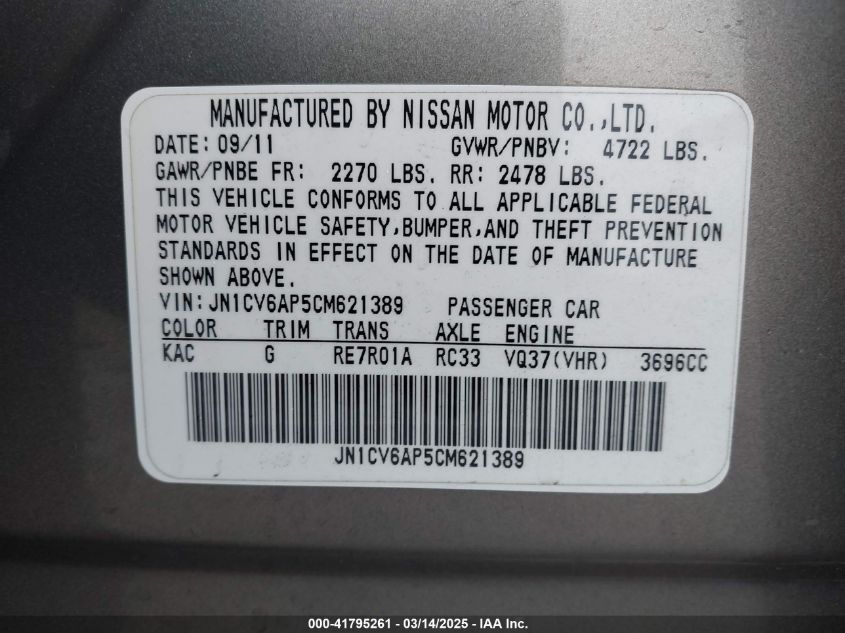 MANUFACTURED BY NISSAN MOTOR CO.,LTD.
DATE: 09/11 GVWR/PNBV: 4722 LBS.
GAWR/PNBE FR: 2270 LBS. RR: 2478 LBS.
THIS VEHICLE CONFORMS TO ALL APPLICABLE FEDERAL
MOTOR VEHICLE SAFETY,BUMPER,AND THEFT PREVENTION
STANDARDS IN EFFECT ON THE DATE OF MANUFACTURE
SHOWN ABOVE.
VIN:JN1CV6AP5CM621389 PASSENGER CAR
COLOR TRIM TRANS AXLE ENGINE
KAC G RE7R01A RC33 VQ37(VHR) 3696CC
JN1CV6AP5CM621389
000-41795261 - 03/14/2025 - IAA Inc.